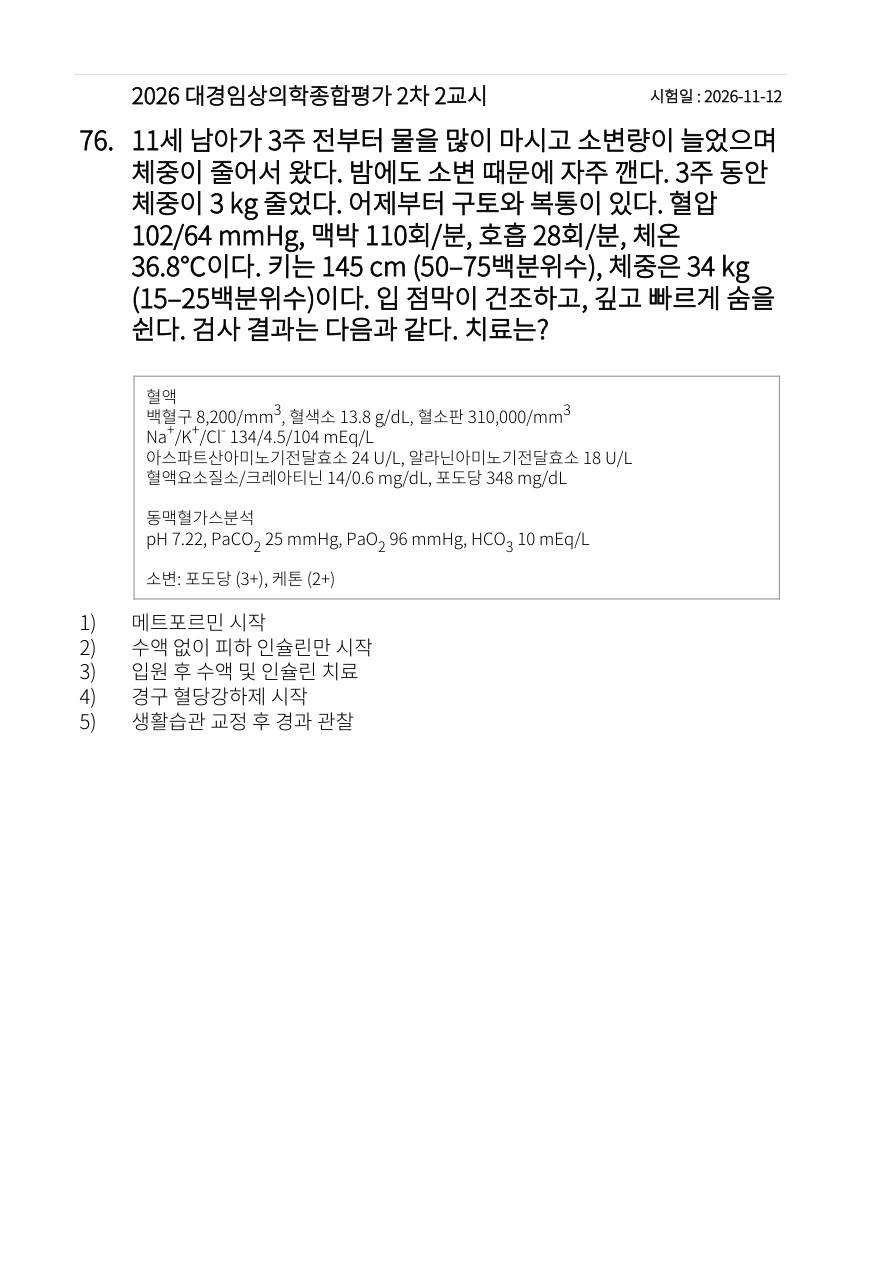 2026 대경임상의학종합평가 2차 2교시
시험일 : 2026-11-12
76. 11세 남아가 3주 전부터 물을 많이 마시고 소변량이 늘었으며
체중이 줄어서 왔다. 밤에도 소변 때문에 자주 깬다. 3주 동안
체중이 3 kg 줄었다. 어제부터 구토와 복통이 있다. 혈압
102/64 mmHg, 맥박 110회/분, 호흡 28회/분, 체온
36.8°C이다. 키는 145 cm (50–75백분위수), 체중은 34 kg
(15–25백분위수)이다. 입 점막이 건조하고, 깊고 빠르게 숨을
쉰다. 검사 결과는 다음과 같다. 치료는?
혈액
백혈구 8,200/mm³, 혈색소 13.8 g/dL, 혈소판 310,000/mm³
Na⁺/K⁺/Cl⁻ 134/4.5/104 mEq/L
아스파트산아미노기전달효소 24 U/L, 알라닌아미노기전달효소 18 U/L
혈액요소질소/크레아티닌 14/0.6 mg/dL, 포도당 348 mg/dL
동맥혈가스분석
pH 7.22, PaCO₂ 25 mmHg, PaO₂ 96 mmHg, HCO₃ 10 mEq/L
소변: 포도당 (3+), 케톤 (2+)
1) 메트포르민 시작
2) 수액 없이 피하 인슐린만 시작
3) 입원 후 수액 및 인슐린 치료
4) 경구 혈당강하제 시작
5) 생활습관 교정 후 경과 관찰